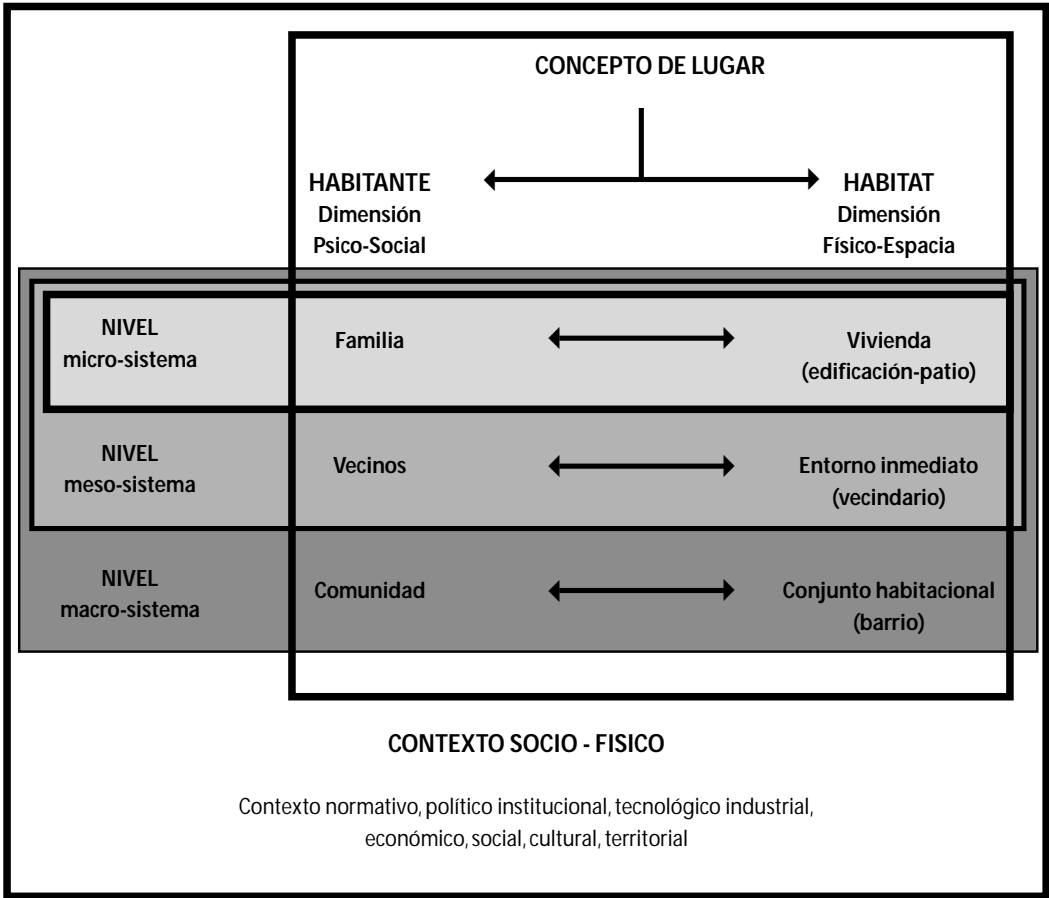 CONCEPTO DE LUGAR
HABITANTE
Dimensión
Psico-Social
HABITAT
Dimensión
Físico-Espacia
NIVEL
micro-sistema
Familia
Vivienda
(edificación-patio)
NIVEL
meso-sistema
Vecinos
Entorno inmediato
(vecindario)
NIVEL
macro-sistema
Comunidad
Conjunto habitacional
(barrio)
CONTEXTO SOCIO - FISICO
Contexto normativo, político institucional, tecnológico industrial,
económico, social, cultural, territorial